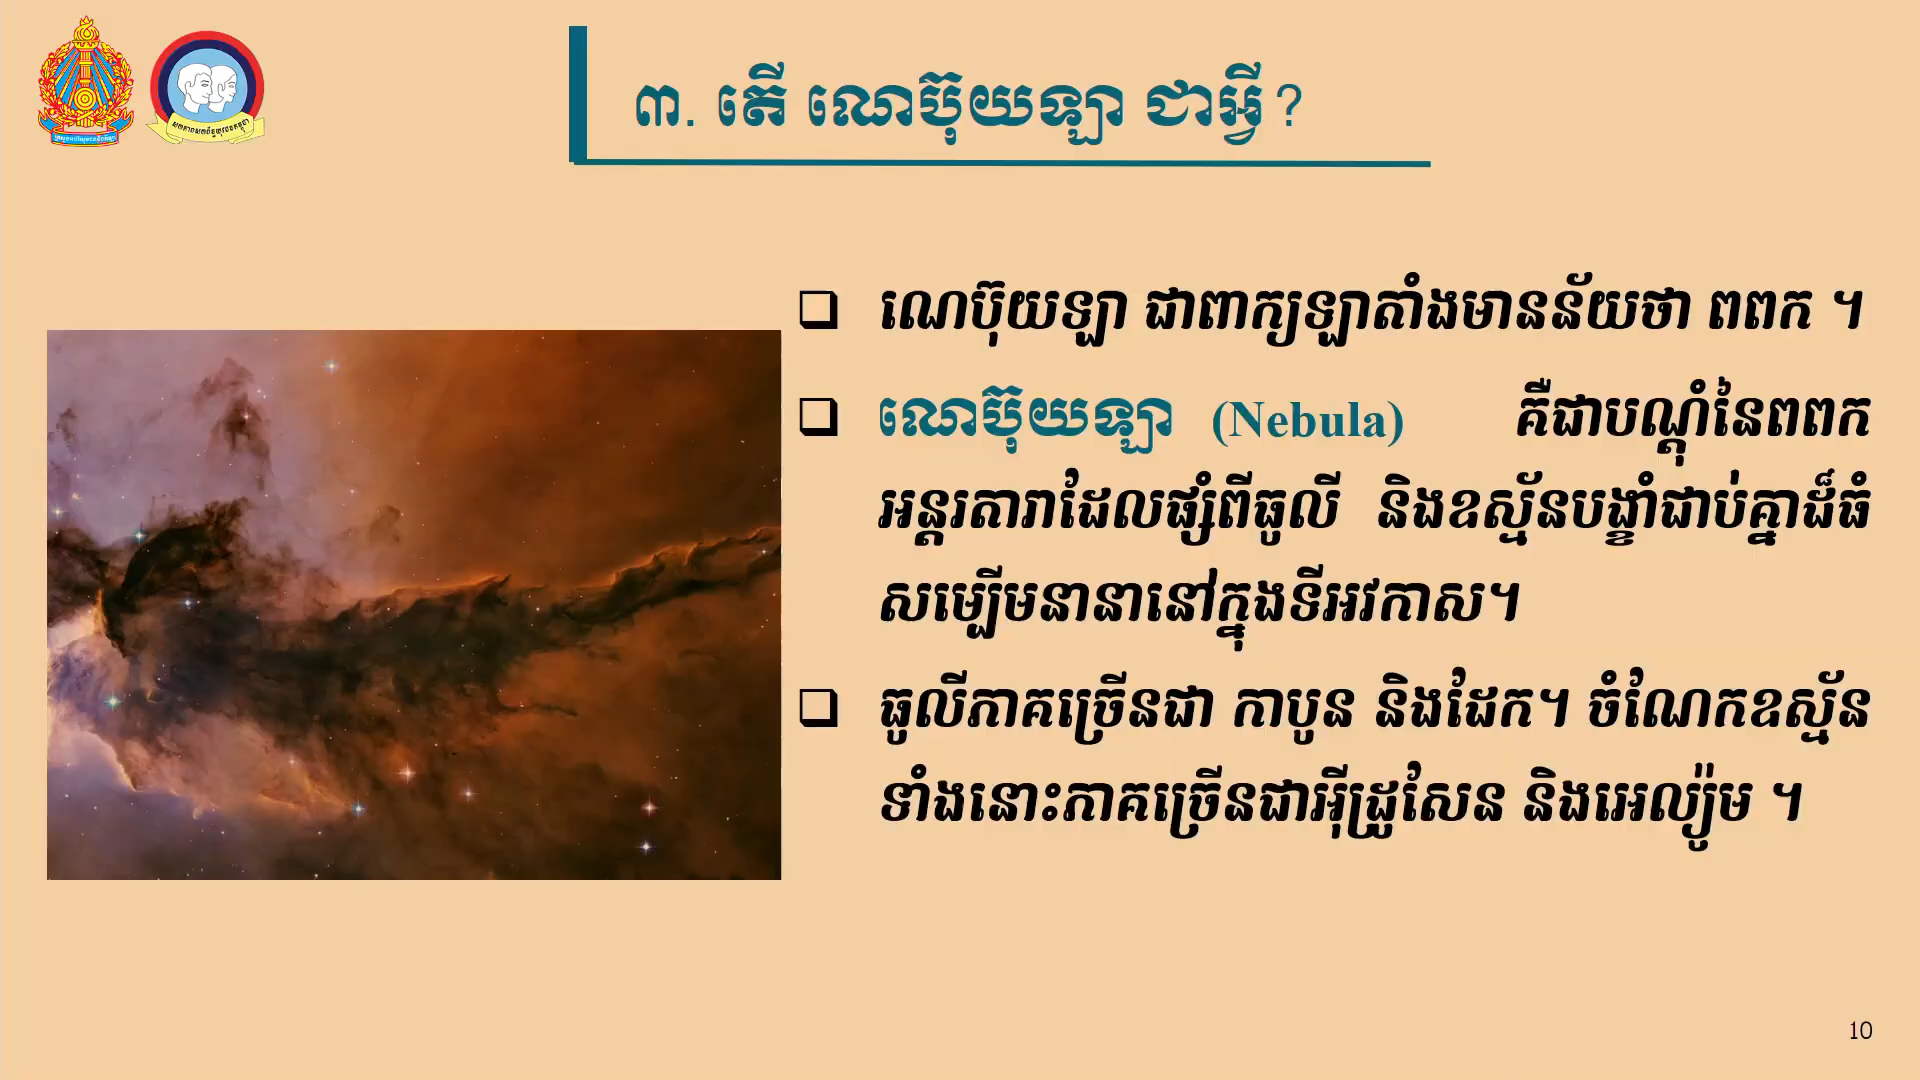 ៣. តើ ណេប៊ុយឡា ជាអ្វី?
ណេប៊ុយឡា ជាពាក្យឡាតាំងមានន័យថា ពពក ។
ណេប៊ុយឡា (Nebula) គឺជាបណ្តុំនៃពពក
អន្តរតារាដែលផ្សំពីធូលី និងឧស្ម័នបង្ខាំជាប់គ្នាដ៏ធំ
សម្បើមនានានៅក្នុងទីអវកាស។
ធូលីភាគច្រើនជា កាបូន និងដែក។ ចំណែកឧស្ម័ន
ទាំងនោះភាគច្រើនជាអ៊ីដ្រូសែន និងអេល្យ៉ូម ។
10